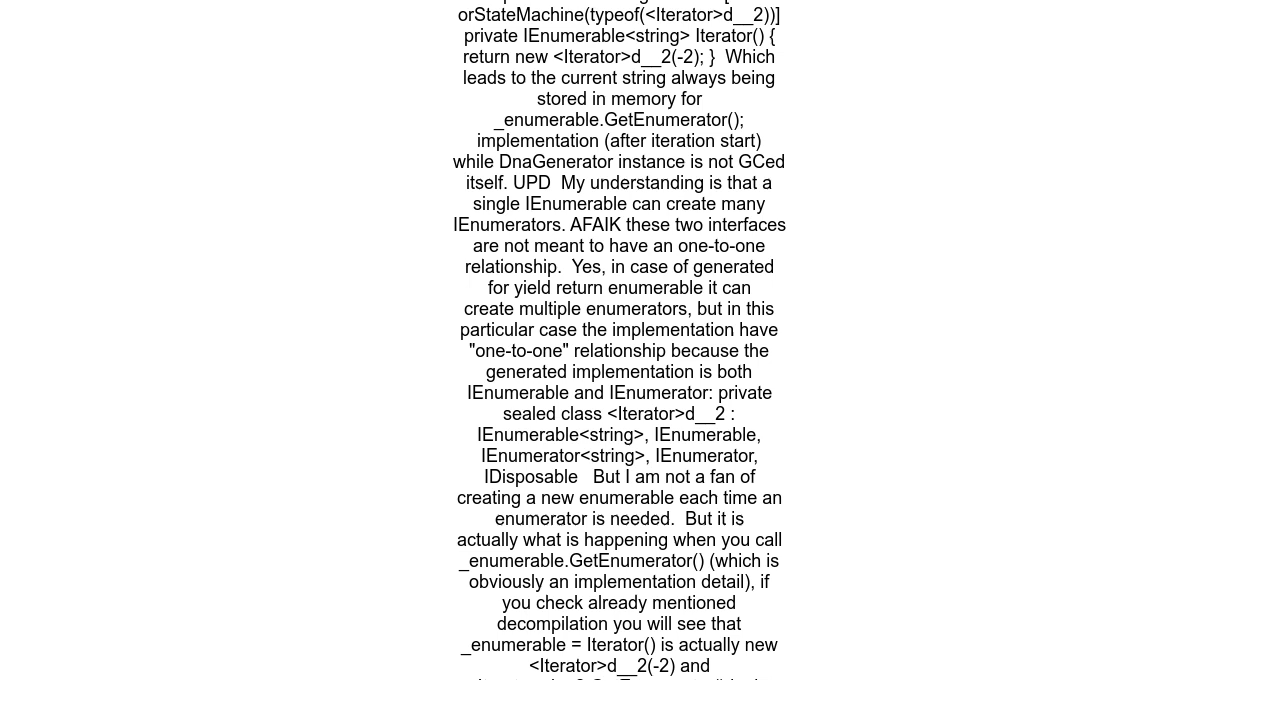 orStateMachine(typeof(<Iterator>d__2))]
private IEnumerable<string> Iterator() {
return new <Iterator>d__2(-2); }  Which
leads to the current string always being
stored in memory for
_enumerable.GetEnumerator();
implementation (after iteration start)
while DnaGenerator instance is not GCed
itself. UPD  My understanding is that a
single IEnumerable can create many
IEnumerators. AFAIK these two interfaces
are not meant to have an one-to-one
relationship.  Yes, in case of generated
for yield return enumerable it can
create multiple enumerators, but in this
particular case the implementation have
"one-to-one" relationship because the
generated implementation is both
IEnumerable and IEnumerator: private
sealed class <Iterator>d__2 :
IEnumerable<string>, IEnumerable,
IEnumerator<string>, IEnumerator,
IDisposable   But I am not a fan of
creating a new enumerable each time an
enumerator is needed.  But it is
actually what is happening when you call
_enumerable.GetEnumerator() (which is
obviously an implementation detail), if
you check already mentioned
decompilation you will see that
_enumerable = Iterator() is actually new
<Iterator>d__2(-2) and